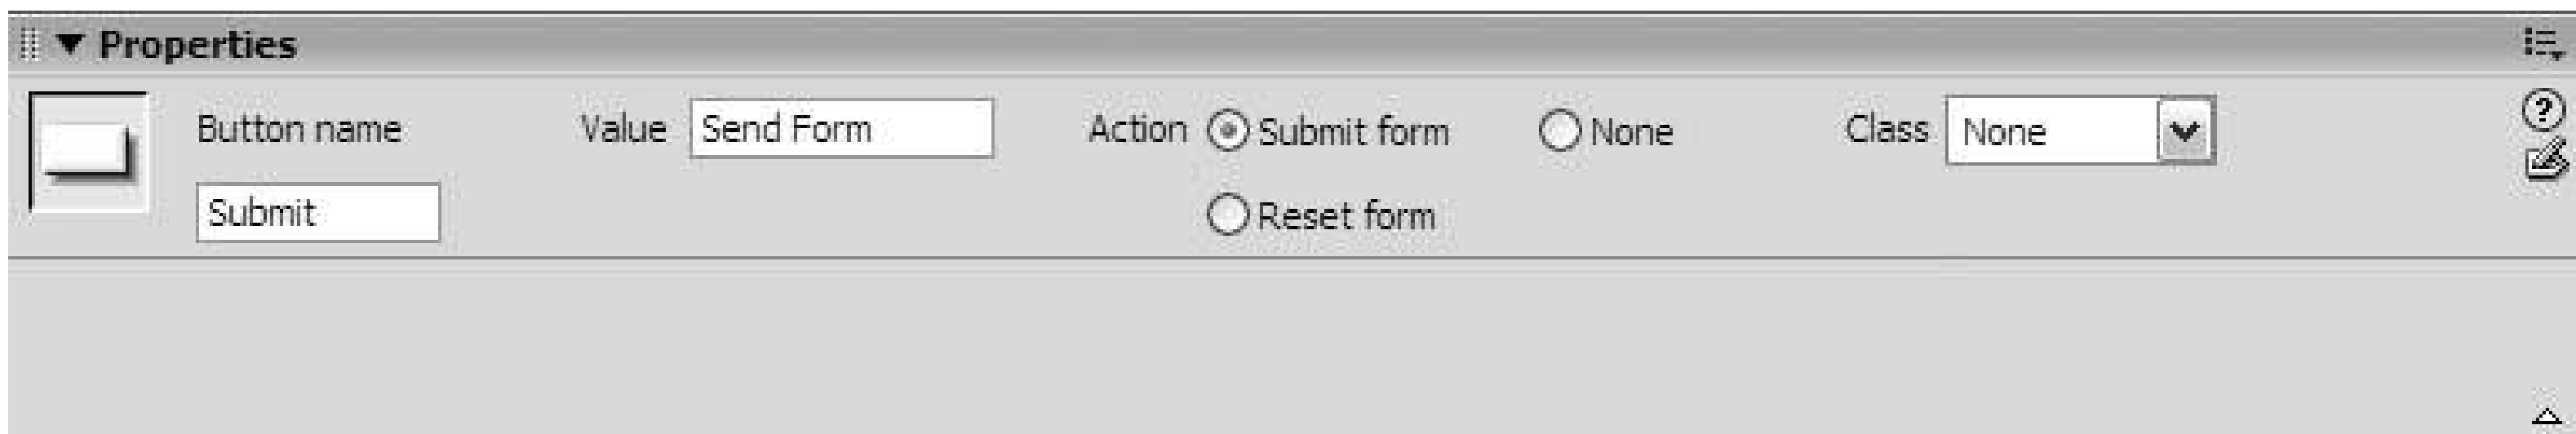 Properties
Button name Value Send Form Action Submit form None Class None
Submit Reset form